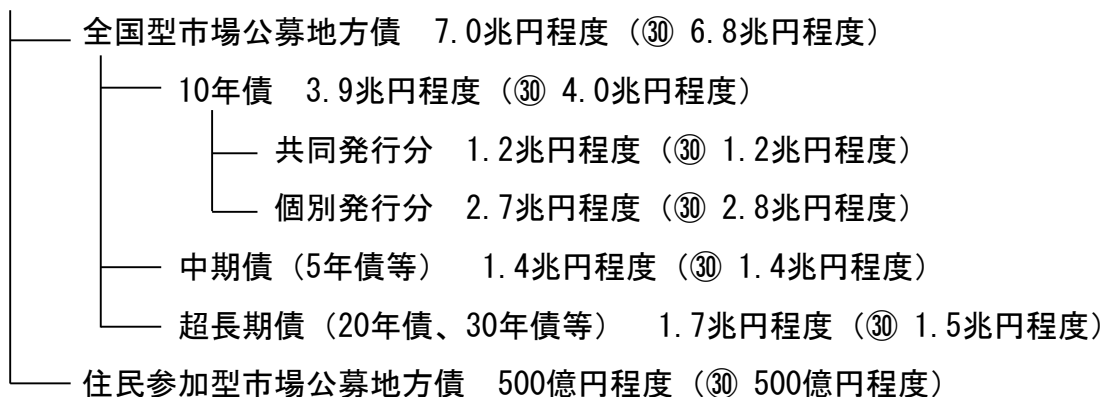 全国型市場公募地方債　7.0兆円程度（㉚ 6.8兆円程度）
10年債　3.9兆円程度（㉚ 4.0兆円程度）
共同発行分　1.2兆円程度（㉚ 1.2兆円程度）
個別発行分　2.7兆円程度（㉚ 2.8兆円程度）
中期債（5年債等）　1.4兆円程度（㉚ 1.4兆円程度）
超長期債（20年債、30年債等）　1.7兆円程度（㉚ 1.5兆円程度）
住民参加型市場公募地方債　500億円程度（㉚ 500億円程度）